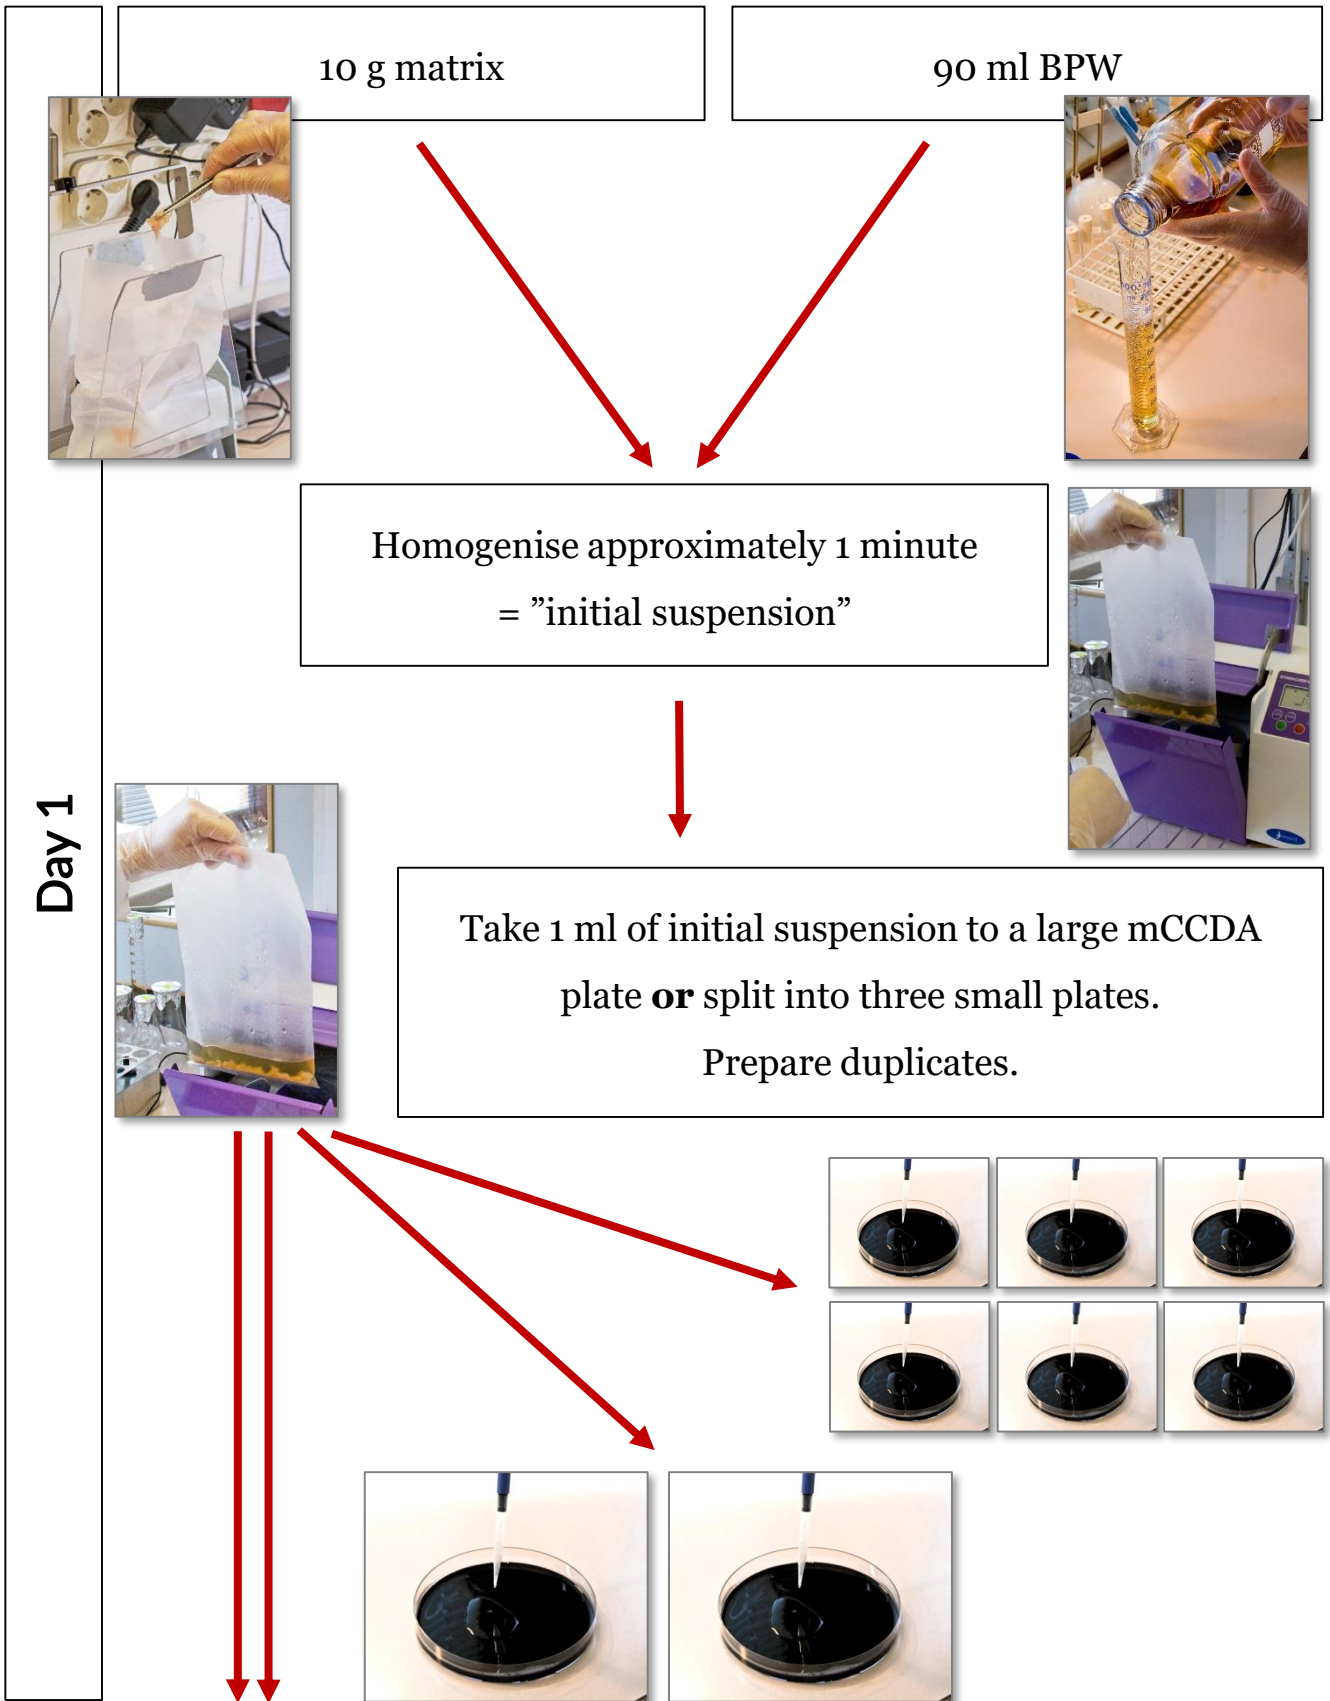 10 g matrix
90 ml BPW
Homogenise approximately 1 minute
= ”initial suspension”
Day 1
Take 1 ml of initial suspension to a large mCCDA
plate or split into three small plates.
Prepare duplicates.